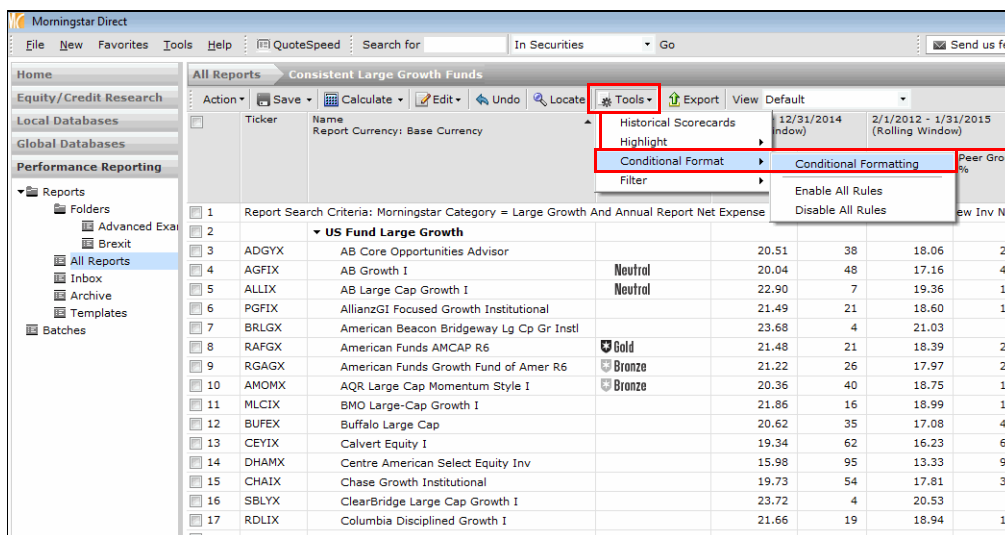 Morningstar Direct
File New Favorites Tools Help QuoteSpeed Search for In Securities Go Send us fe
Home
Equity/Credit Research
Local Databases
Global Databases
Performance Reporting
Reports
Folders
Advanced Exa
Brexit
All Reports
Inbox
Archive
Templates
Batches
All Reports Consistent Large Growth Funds
Action Save Calculate Edit Undo Locate Tools Export View Default
Ticker Name
Report Currency: Base Currency
12/31/2014
indow)
2/1/2012 - 1/31/2015
(Rolling Window)
Peer Gro
%
Historical Scorecards
Highlight
Conditional Format
Filter
Conditional Formatting
Enable All Rules
Disable All Rules
1 Report Search Criteria: Morningstar Category = Large Growth And Annual Report Net Expense ew Inv N
2 US Fund Large Growth
3 ADGYX AB Core Opportunities Advisor 20.51 38 18.06 2
4 AGFIX AB Growth I Neutral 20.04 48 17.16 4
5 ALLIX AB Large Cap Growth I Neutral 22.90 7 19.36 1
6 PGFIX AllianzGI Focused Growth Institutional 21.49 21 18.60 1
7 BRLGX American Beacon Bridgeway Lg Cp Gr Instl 23.68 4 21.03
8 RAFGX American Funds AMCAP R6 Gold 21.48 21 18.39 2
9 RGAGX American Funds Growth Fund of Amer R6 Bronze 21.22 26 17.97 2
10 AMOMX AQR Large Cap Momentum Style I Bronze 20.36 40 18.75 1
11 MLCIX BMO Large-Cap Growth I 21.86 16 18.99 1
12 BUFEX Buffalo Large Cap 20.62 35 17.08 4
13 CEYIX Calvert Equity I 19.34 62 16.23 6
14 DHAMX Centre American Select Equity Inv 15.98 95 13.33 9
15 CHAIX Chase Growth Institutional 19.73 54 17.81 3
16 SBLYX ClearBridge Large Cap Growth I 23.72 4 20.53
17 RDLIX Columbia Disciplined Growth I 21.66 19 18.94 1